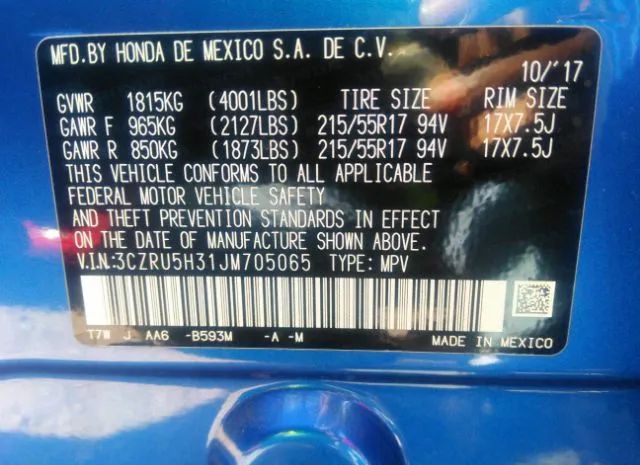 MFD.BY HONDA DE MEXICO S.A. DE C.V.
10/'17
GVWR 1815KG (4001LBS) TIRE SIZE RIM SIZE
GAWR F 965KG (2127LBS) 215/55R17 94V 17X7.5J
GAWR R 850KG (1873LBS) 215/55R17 94V 17X7.5J
THIS VEHICLE CONFORMS TO ALL APPLICABLE
FEDERAL MOTOR VEHICLE SAFETY
AND THEFT PREVENTION STANDARDS IN EFFECT
ON THE DATE OF MANUFACTURE SHOWN ABOVE.
V.I.N:3CZRU5H31JM705065 TYPE: MPV
T7W J AA6 -B593M -A -M
MADE IN MEXICO